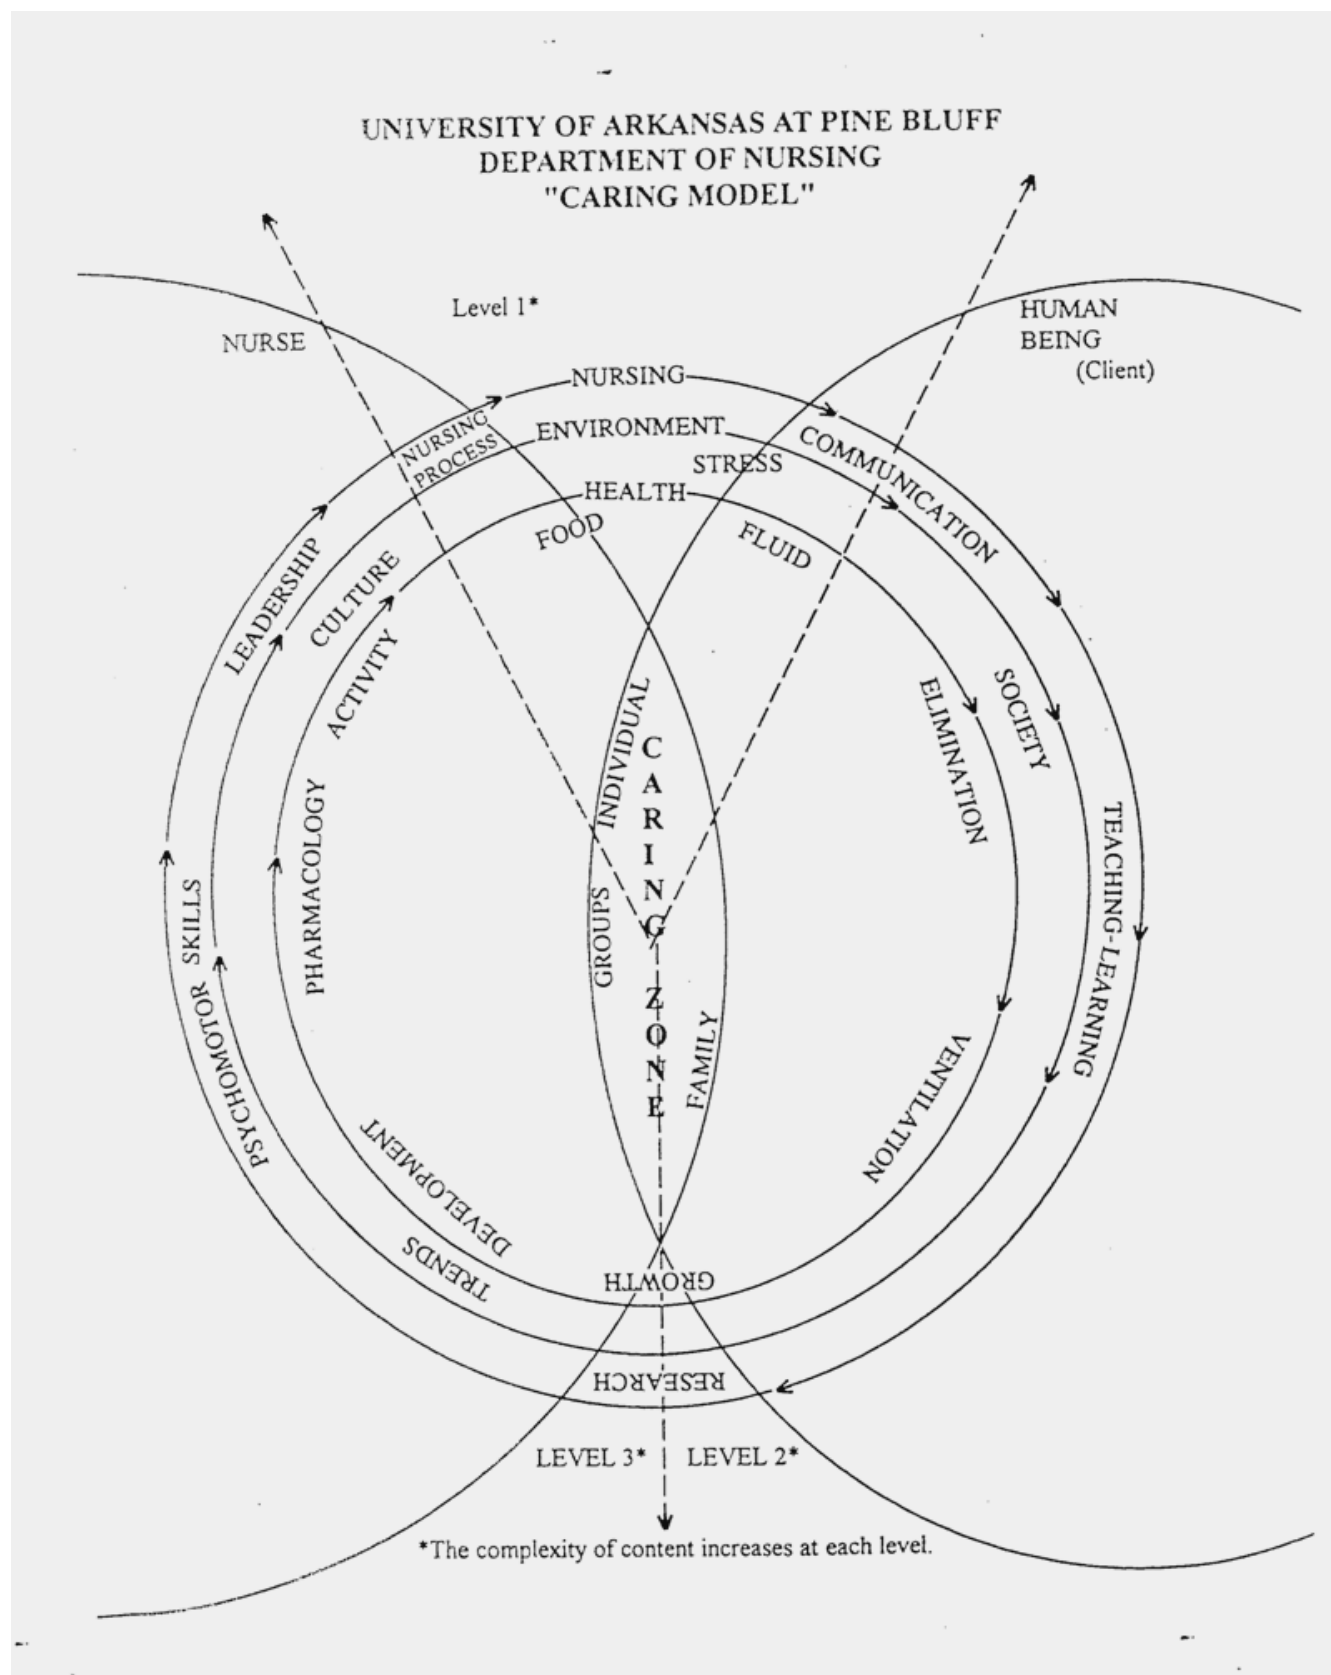 UNIVERSITY OF ARKANSAS AT PINE BLUFF
DEPARTMENT OF NURSING
"CARING MODEL"
Level 1*
NURSE
HUMAN
BEING
(Client)
NURSING
NURSING
PROCESS
ENVIRONMENT
STRESS
COMMUNICATION
HEALTH
FOOD
FLUID
LEADERSHIP
CULTURE
ACTIVITY
INDIVIDUAL
ELIMINATION
SOCIETY
CARING ZONE
PHARMACOLOGY
GROUPS
FAMILY
TEACHING-LEARNING
PSYCHOMOTOR SKILLS
VENTILATION
DEVELOPMENT
TRENDS
GROWTH
RESEARCH
LEVEL 3*
LEVEL 2*
*The complexity of content increases at each level.